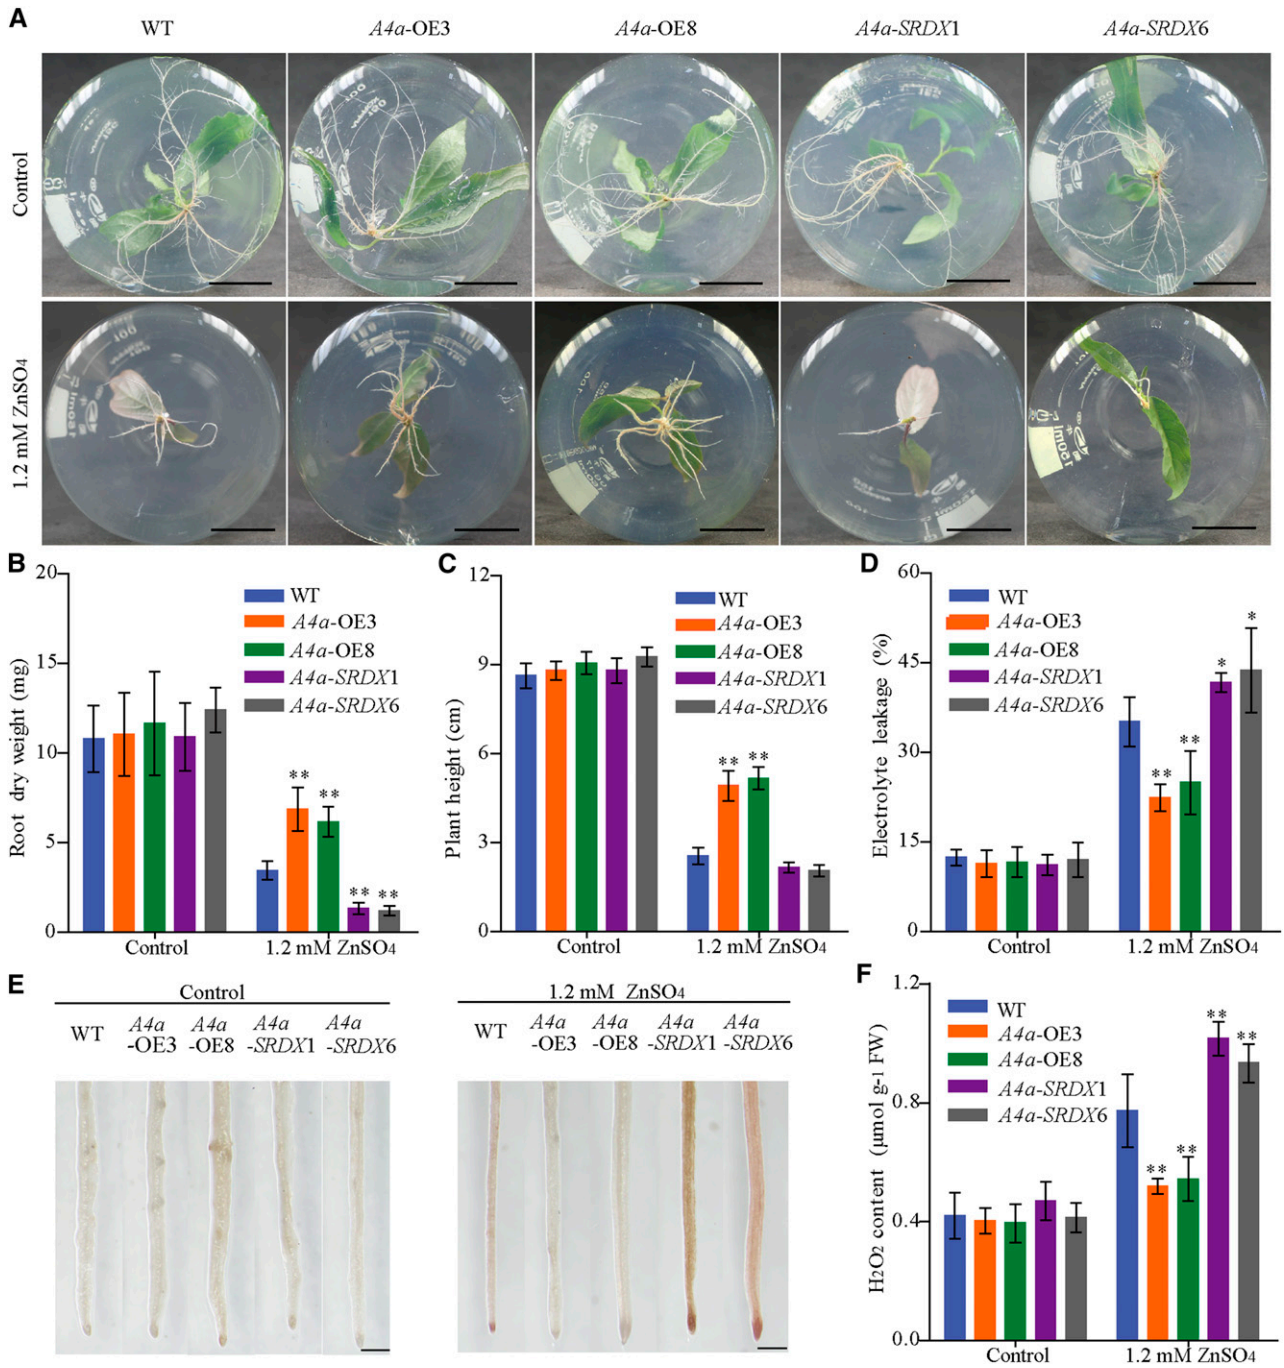 A
WT
A4a-OE3
A4a-OE8
A4a-SRDX1
A4a-SRDX6
Control
1.2 mM ZnSO4
B
Root dry weight (mg)
20
15
10
5
0
WT
A4a-OE3
A4a-OE8
A4a-SRDX1
A4a-SRDX6
** ** ** **
Control
1.2 mM ZnSO4
C
Plant height (cm)
12
9
6
3
0
WT
A4a-OE3
A4a-OE8
A4a-SRDX1
A4a-SRDX6
** **
Control
1.2 mM ZnSO4
D
Electrolyte leakage (%)
60
45
30
15
0
WT
A4a-OE3
A4a-OE8
A4a-SRDX1
A4a-SRDX6
** ** * *
Control
1.2 mM ZnSO4
E
Control
WT
A4a
-OE3
A4a
-OE8
A4a
-SRDX1
A4a
-SRDX6
1.2 mM ZnSO4
WT
A4a
-OE3
A4a
-OE8
A4a
-SRDX1
A4a
-SRDX6
F
H2O2 content (μmol g-1 FW)
1.2
0.8
0.4
0.0
WT
A4a-OE3
A4a-OE8
A4a-SRDX1
A4a-SRDX6
** ** ** **
Control
1.2 mM ZnSO4